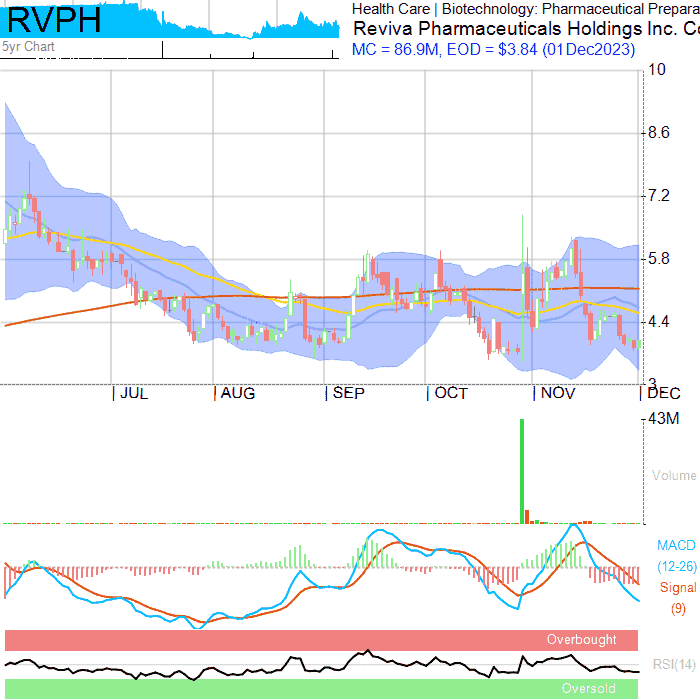 RVPH
Health Care | Biotechnology: Pharmaceutical Prepara
Reviva Pharmaceuticals Holdings Inc. Co
5yr Chart
MC = 86.9M, EOD = $3.84 (01Dec2023)
10
8.6
7.2
5.8
4.4
3
JUL AUG SEP OCT NOV DEC
43M
Volume
MACD
(12-26)
Signal
(9)
Overbought
RSI(14)
Oversold